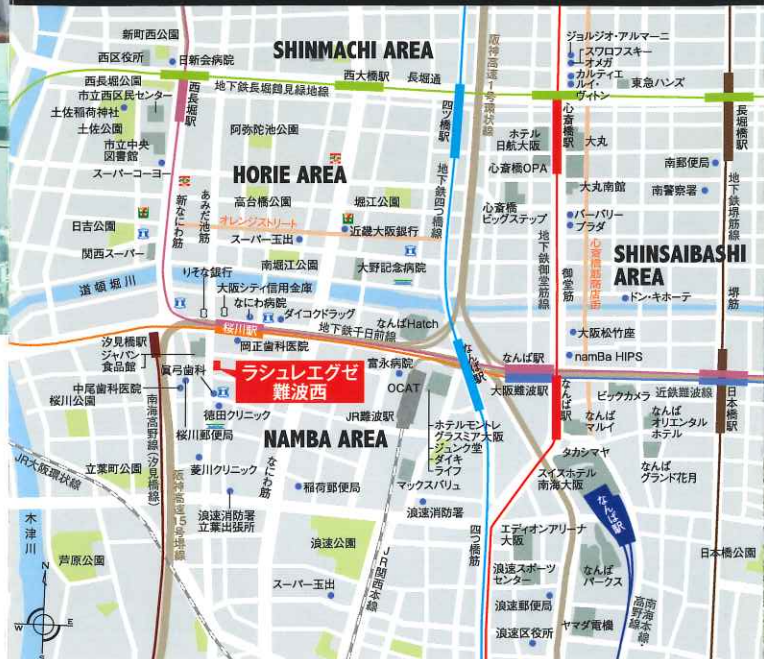 新町西公園
西区役所
日新会病院
SHINMACHI AREA
阪神高速1号環状線
ジョルジオ・アルマーニ
スワロフスキー
オメガ
カルティエ
ルイ・
ヴィトン
東急ハンズ
西長堀公園
市立西区民センター
土佐稲荷神社
土佐公園
市立中央
図書館
スーパーコーヨー
西長堀駅
地下鉄長堀鶴見緑地線
西大橋駅
長堀通
四ツ橋駅
心斎橋駅
長堀橋駅
阿弥陀池公園
HORIE AREA
ホテル
日航大阪
心斎橋OPA
大丸
大丸南館
南郵便局
南警察署
地下鉄堺筋線
日吉公園
関西スーパー
新なにわ筋
あみだ池筋
高台橋公園
堀江公園
オレンジストリート
スーパー玉出
近畿大阪銀行
地下鉄四つ橋線
心斎橋
ビッグステップ
バーバリー
プラダ
地下鉄御堂筋線
御堂筋
心斎橋筋商店街
SHINSAIBASHI
AREA
堺筋
道頓堀川
りそな銀行
南堀江公園
大野記念病院
大阪シティ信用金庫
なにわ病院
ダイコクドラッグ
ドン・キホーテ
桜川駅
地下鉄千日前線
なんばHatch
大阪松竹座
namBa HIPS
汐見橋駅
ジャパン
食品館
岡正歯科医院
眞弓歯科
ラシュレエグゼ
難波西
富永病院
OCAT
なんば駅
なんば駅
大阪難波駅
なんば駅
近鉄難波線
日本橋駅
中尾歯科医院
桜川公園
徳田クリニック
桜川郵便局
南海高野線(汐見橋線)
NAMBA AREA
JR難波駅
ホテルモントレ
グラスミア大阪
ジュンク堂
ダイキ
ライフ
ビックカメラ
なんば
マルイ
なんば
オリエンタル
ホテル
タカシマヤ
JR大阪環状線
立葉町公園
菱川クリニック
なにわ筋
マックスバリュ
スイスホテル
南海大阪
なんば
グランド花月
木津川
阪神高速15号堺線
浪速消防署
立葉出張所
稲荷郵便局
浪速消防署
四つ橋筋
エディオンアリーナ
大阪
なんば駅
芦原公園
浪速公園
JR関西本線
浪速スポーツ
センター
なんば
パークス
日本橋公園
スーパー玉出
浪速郵便局
浪速区役所
ヤマダ電機
南海本線・
高野線
N
W
E
S